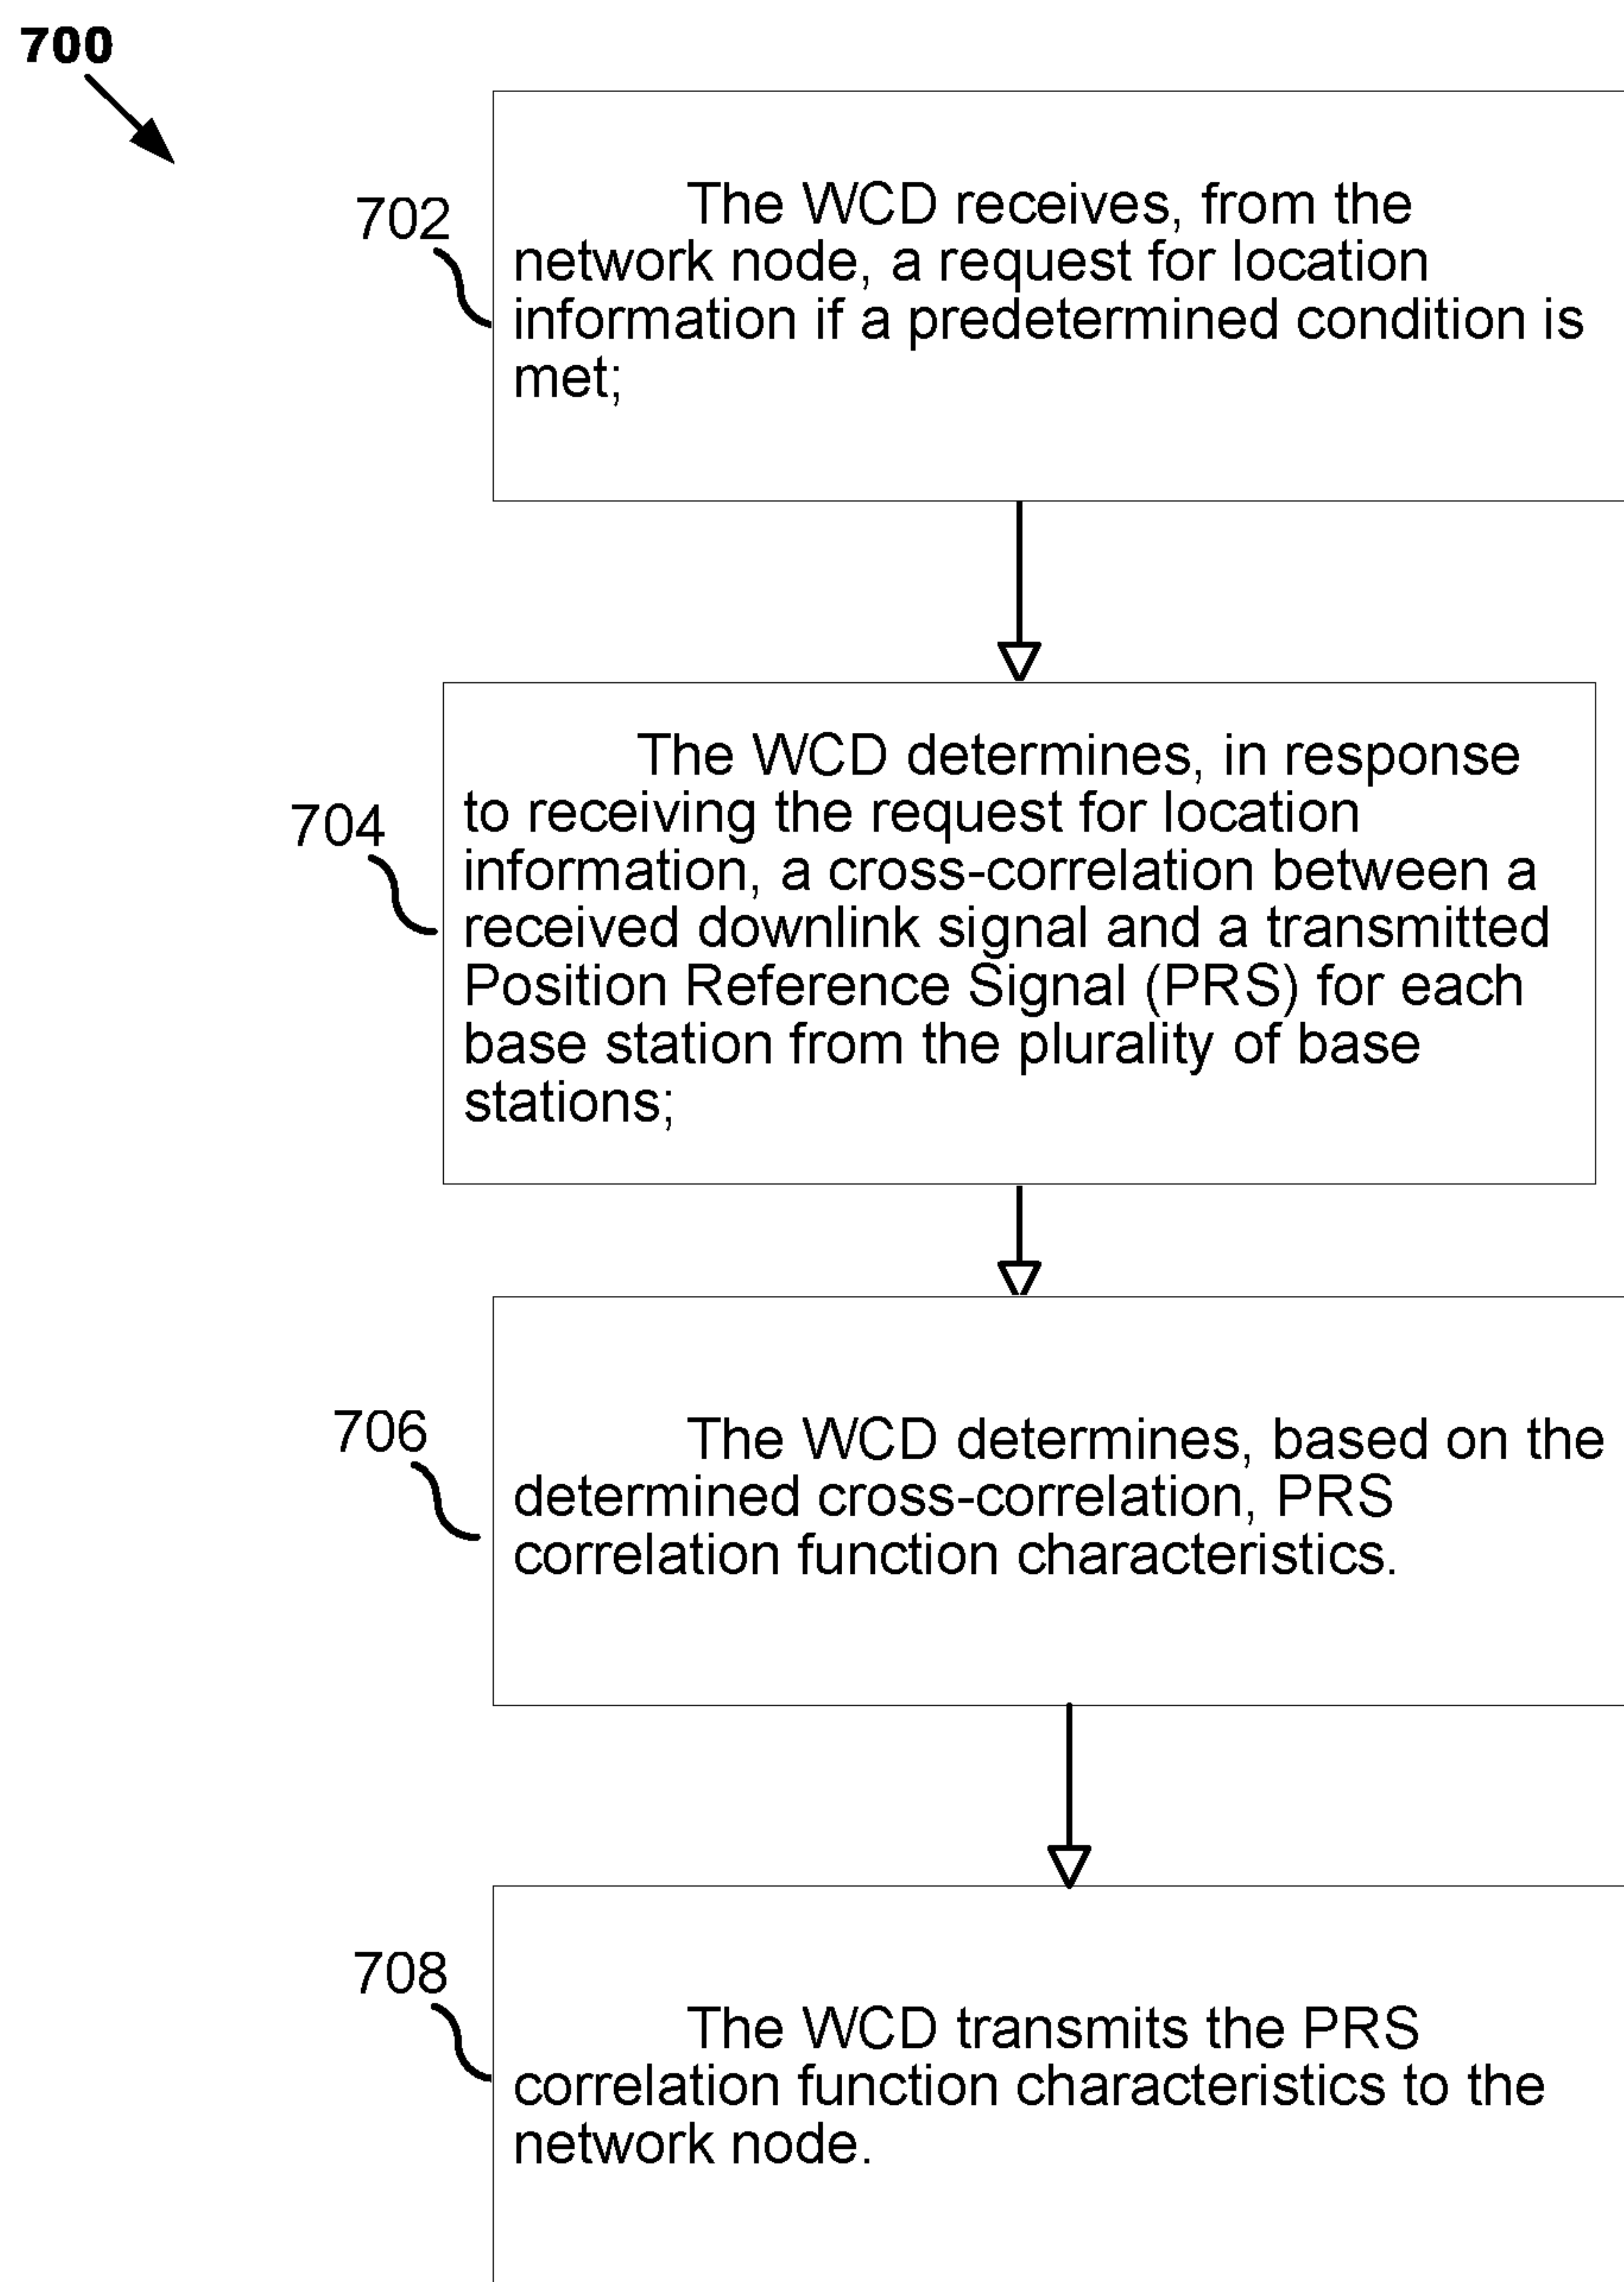 700
702
The WCD receives, from the
network node, a request for location
information if a predetermined condition is
met;
704
The WCD determines, in response
to receiving the request for location
information, a cross-correlation between a
received downlink signal and a transmitted
Position Reference Signal (PRS) for each
base station from the plurality of base
stations;
706
The WCD determines, based on the
determined cross-correlation, PRS
correlation function characteristics.
708
The WCD transmits the PRS
correlation function characteristics to the
network node.